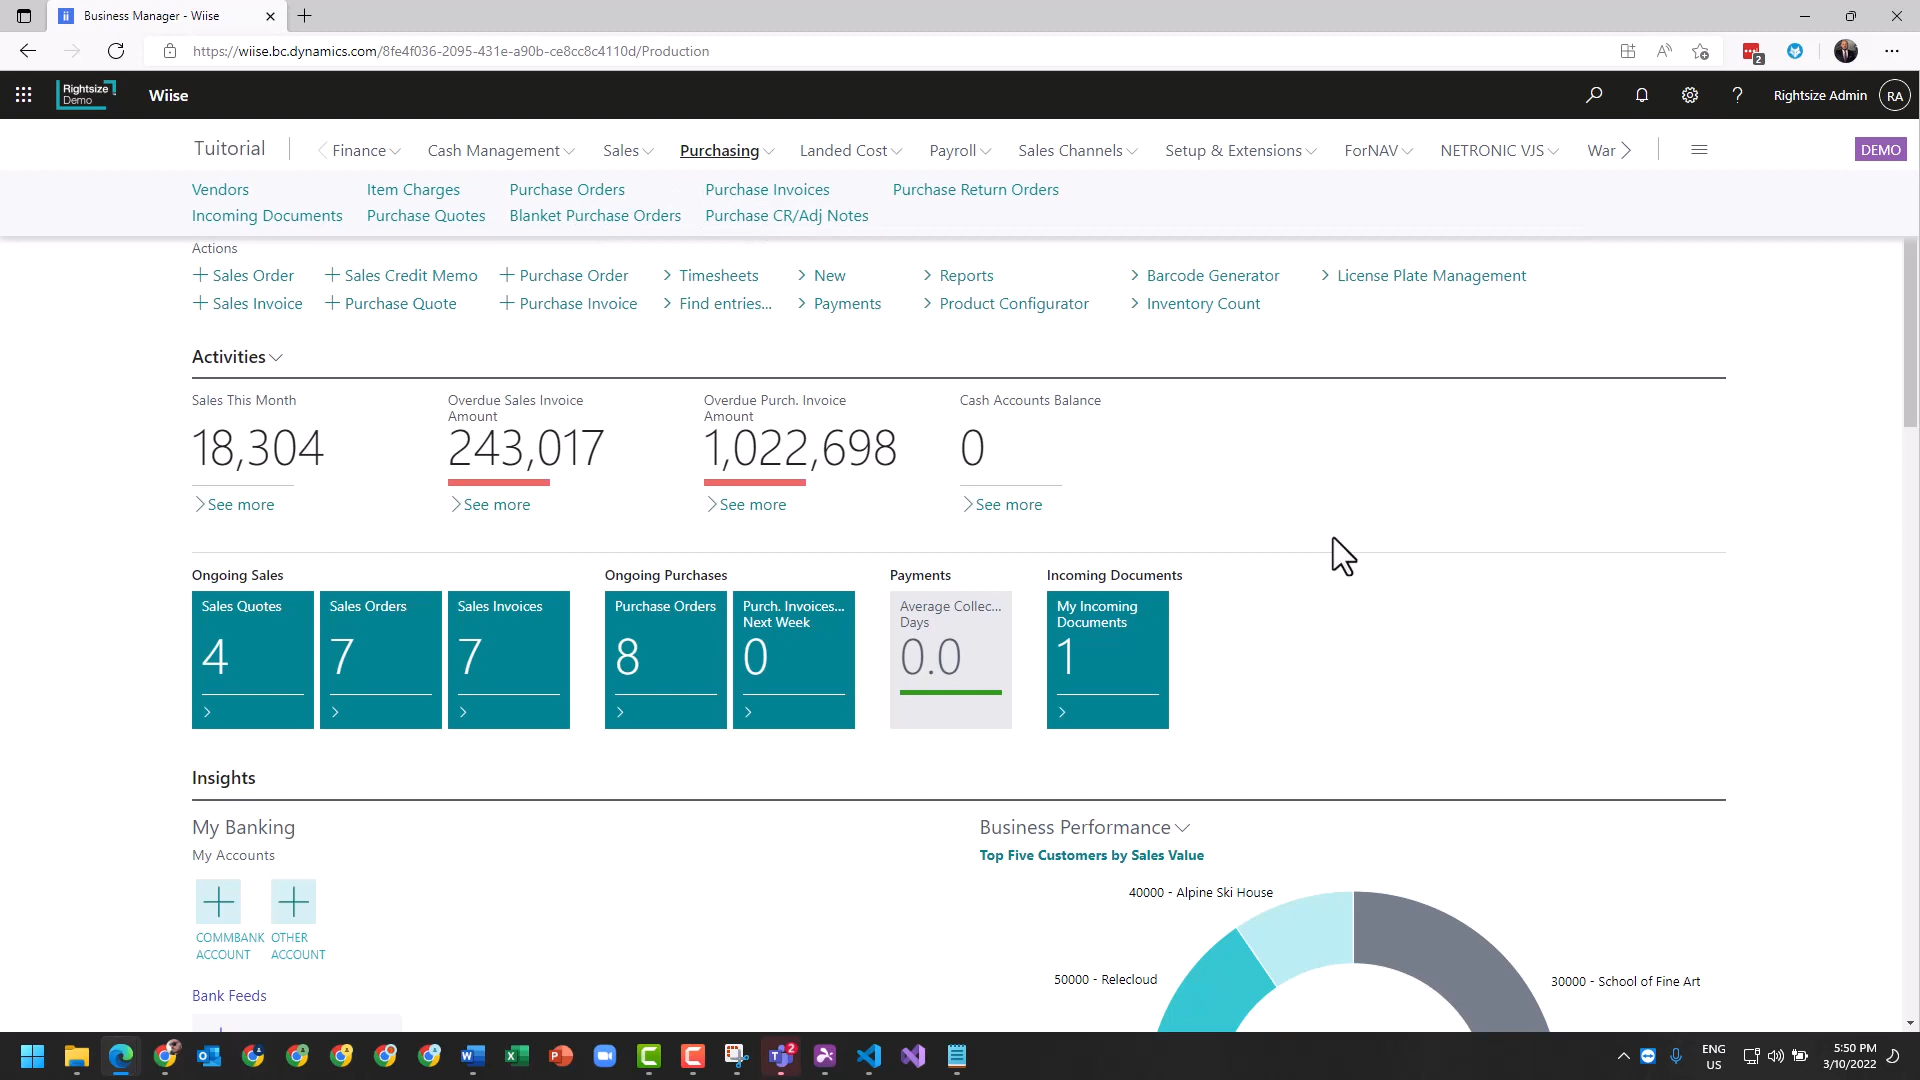 Business Manager - Wiise
https://wiise.bc.dynamics.com/8fe4f036-2095-431e-a90b-ce8cc8c4110d/Production
2
Rightsize
Demo
Wiise
Rightsize Admin
RA
Tuitorial
Finance
Cash Management
Sales
Purchasing
Landed Cost
Payroll
Sales Channels
Setup & Extensions
ForNAV
NETRONIC VJS
War
DEMO
Vendors
Item Charges
Purchase Orders
Purchase Invoices
Purchase Return Orders
Incoming Documents
Purchase Quotes
Blanket Purchase Orders
Purchase CR/Adj Notes
Actions
Sales Order
Sales Credit Memo
Purchase Order
Timesheets
New
Reports
Barcode Generator
License Plate Management
Sales Invoice
Purchase Quote
Purchase Invoice
Find entries...
Payments
Product Configurator
Inventory Count
Activities
Sales This Month
18,304
See more
Overdue Sales Invoice
Amount
243,017
See more
Overdue Purch. Invoice
Amount
1,022,698
See more
Cash Accounts Balance
0
See more
Ongoing Sales
Sales Quotes
4
Sales Orders
7
Sales Invoices
7
Ongoing Purchases
Purchase Orders
8
Purch. Invoices...
Next Week
0
Payments
Average Collec...
Days
0.0
Incoming Documents
My Incoming
Documents
1
Insights
My Banking
My Accounts
COMMBANK
ACCOUNT
OTHER
ACCOUNT
Bank Feeds
Business Performance
Top Five Customers by Sales Value
40000 - Alpine Ski House
50000 - Relecloud
30000 - School of Fine Art
2
ENG
US
5:50 PM
3/10/2022